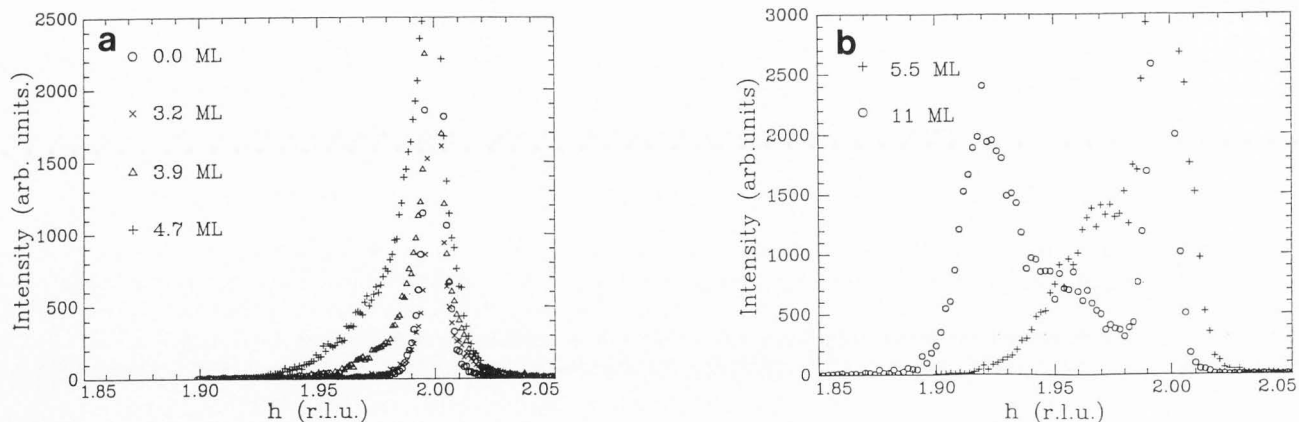 a
2500
2000
1500
1000
500
0
Intensity (arb. units.)
○ 0.0 ML
× 3.2 ML
△ 3.9 ML
+ 4.7 ML
1.85 1.90 1.95 2.00 2.05
h (r.l.u.)
b
3000
2500
2000
1500
1000
500
0
Intensity (arb.units)
+ 5.5 ML
○ 11 ML
1.85 1.90 1.95 2.00 2.05
h (r.l.u.)